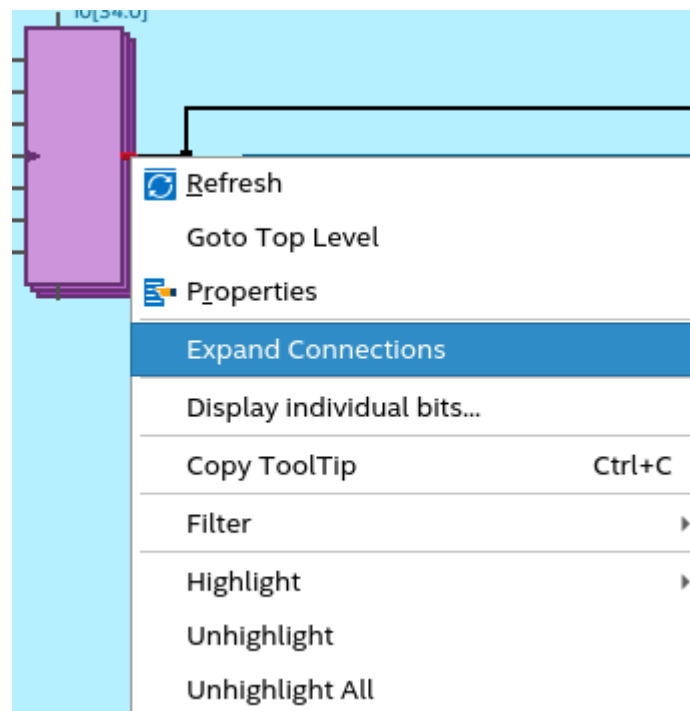 Refresh
Goto Top Level
Properties
Expand Connections
Display individual bits...
Copy ToolTip Ctrl+C
Filter
Highlight
Unhighlight
Unhighlight All